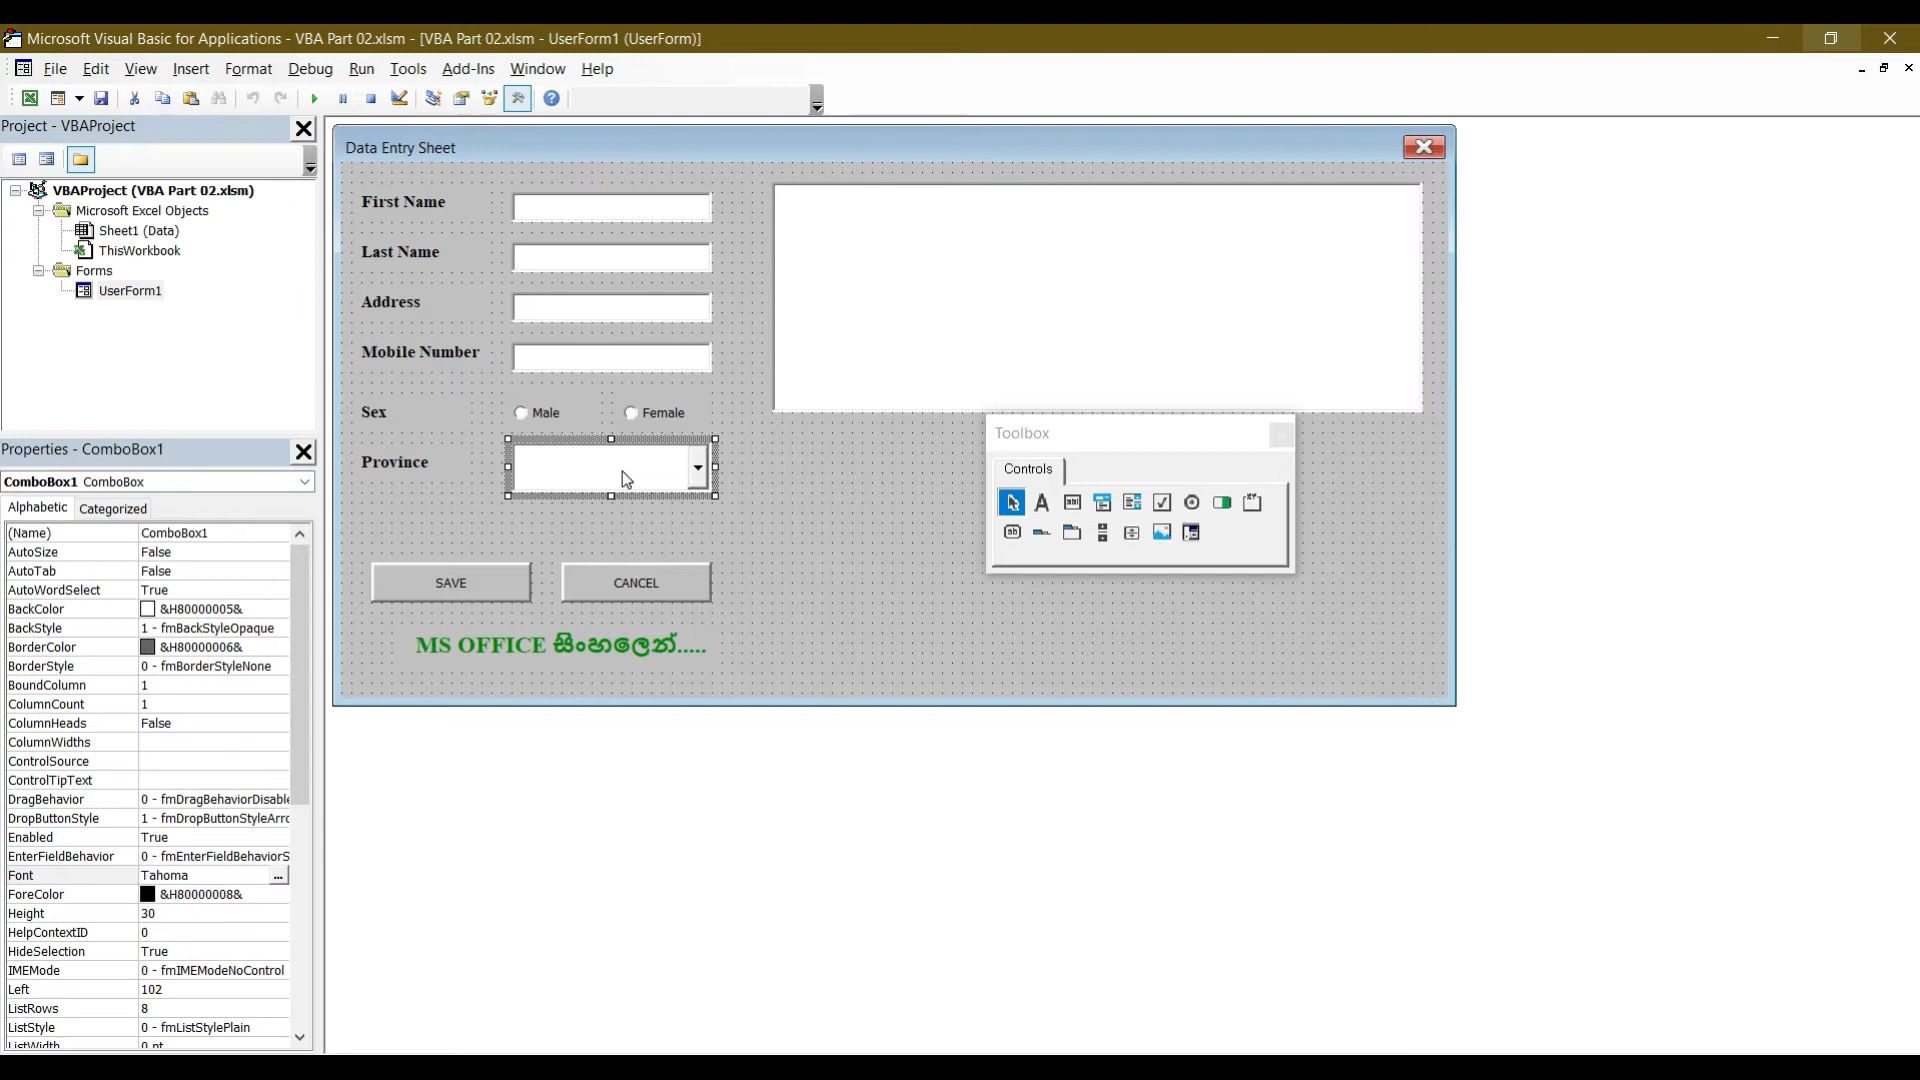 Microsoft Visual Basic for Applications - VBA Part 02.xlsm - [VBA Part 02.xlsm - UserForm1 (UserForm)]
File Edit View Insert Format Debug Run Tools Add-Ins Window Help
Project - VBAProject
VBAProject (VBA Part 02.xlsm)
Microsoft Excel Objects
Sheet1 (Data)
ThisWorkbook
Forms
UserForm1
Properties - ComboBox1
ComboBox1 ComboBox
Alphabetic Categorized
(Name) ComboBox1
AutoSize False
AutoTab False
AutoWordSelect True
BackColor &H80000005&
BackStyle 1 - fmBackStyleOpaque
BorderColor &H80000006&
BorderStyle 0 - fmBorderStyleNone
BoundColumn 1
ColumnCount 1
ColumnHeads False
ColumnWidths
ControlSource
ControlTipText
DragBehavior 0 - fmDragBehaviorDisable
DropButtonStyle 1 - fmDropButtonStyleArro
Enabled True
EnterFieldBehavior 0 - fmEnterFieldBehaviorS
Font Tahoma ...
ForeColor &H80000008&
Height 30
HelpContextID 0
HideSelection True
IMEMode 0 - fmIMEModeNoControl
Left 102
ListRows 8
ListStyle 0 - fmListStylePlain
ListWidth 0 pt
Data Entry Sheet
First Name
Last Name
Address
Mobile Number
Sex Male Female
Province
SAVE CANCEL
MS OFFICE සිංහලෙන්.....
Toolbox
Controls